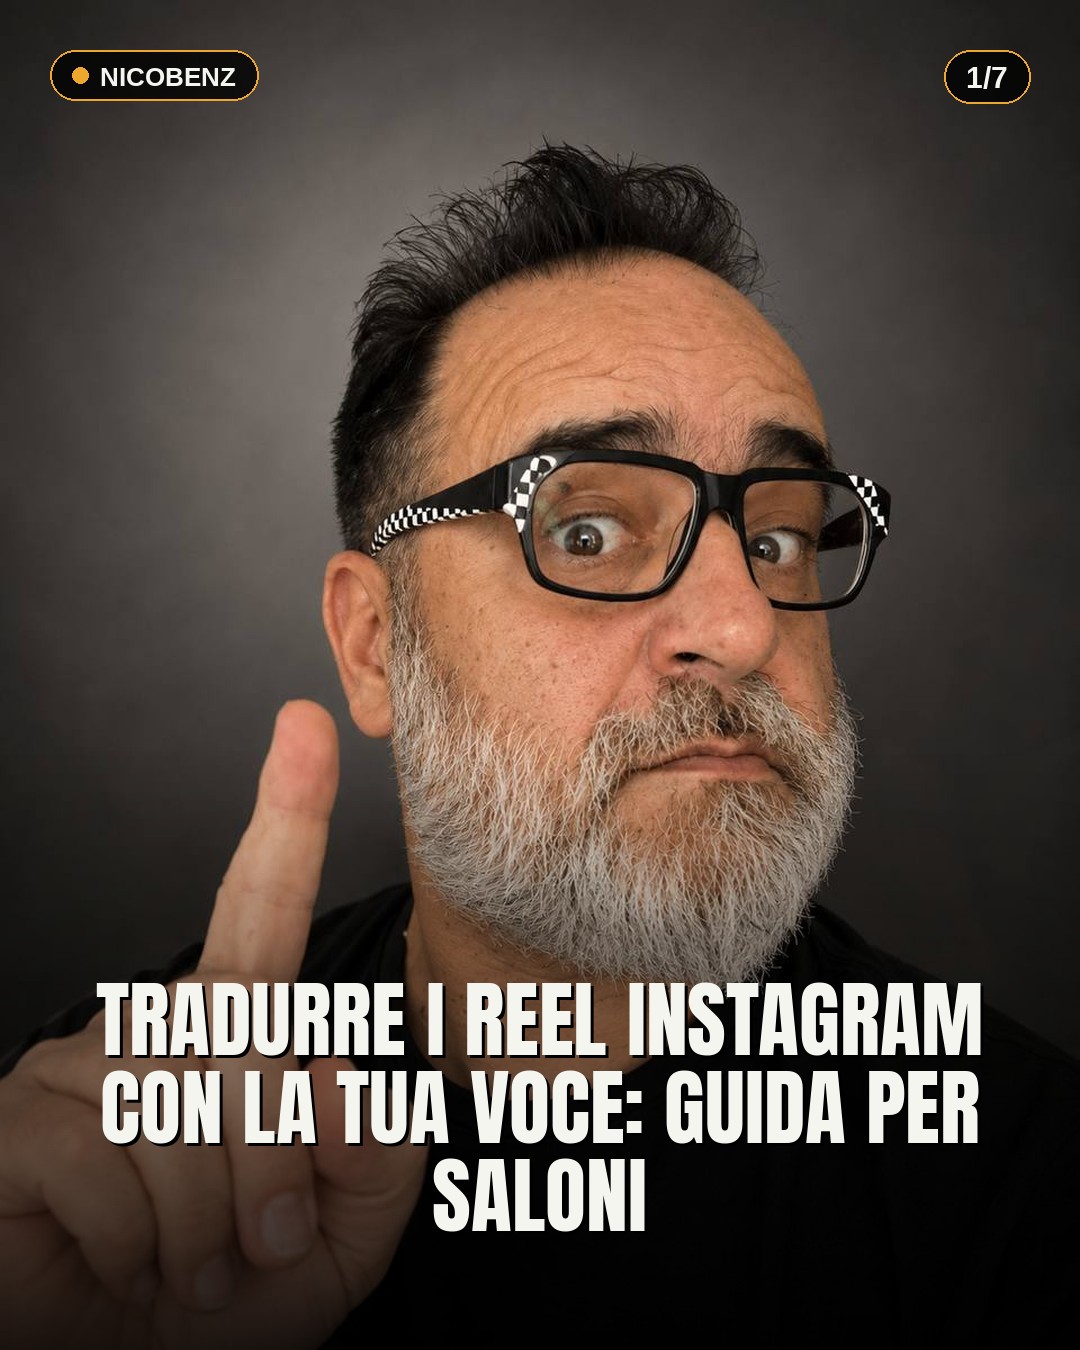 NICOBENZ
1/7
TRADURRE I REEL INSTAGRAM
CON LA TUA VOCE: GUIDA PER
SALONI